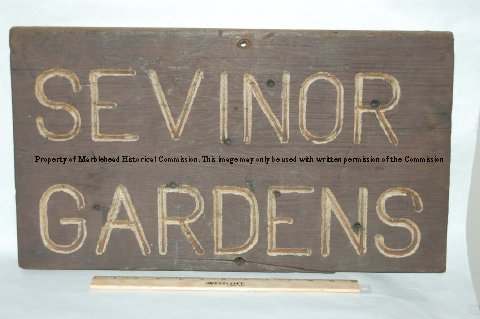 SEVINOR
Property of Marblehead Historical Commission. This image may only be used with written permission of the Commission
GARDENS
WESTCOTT